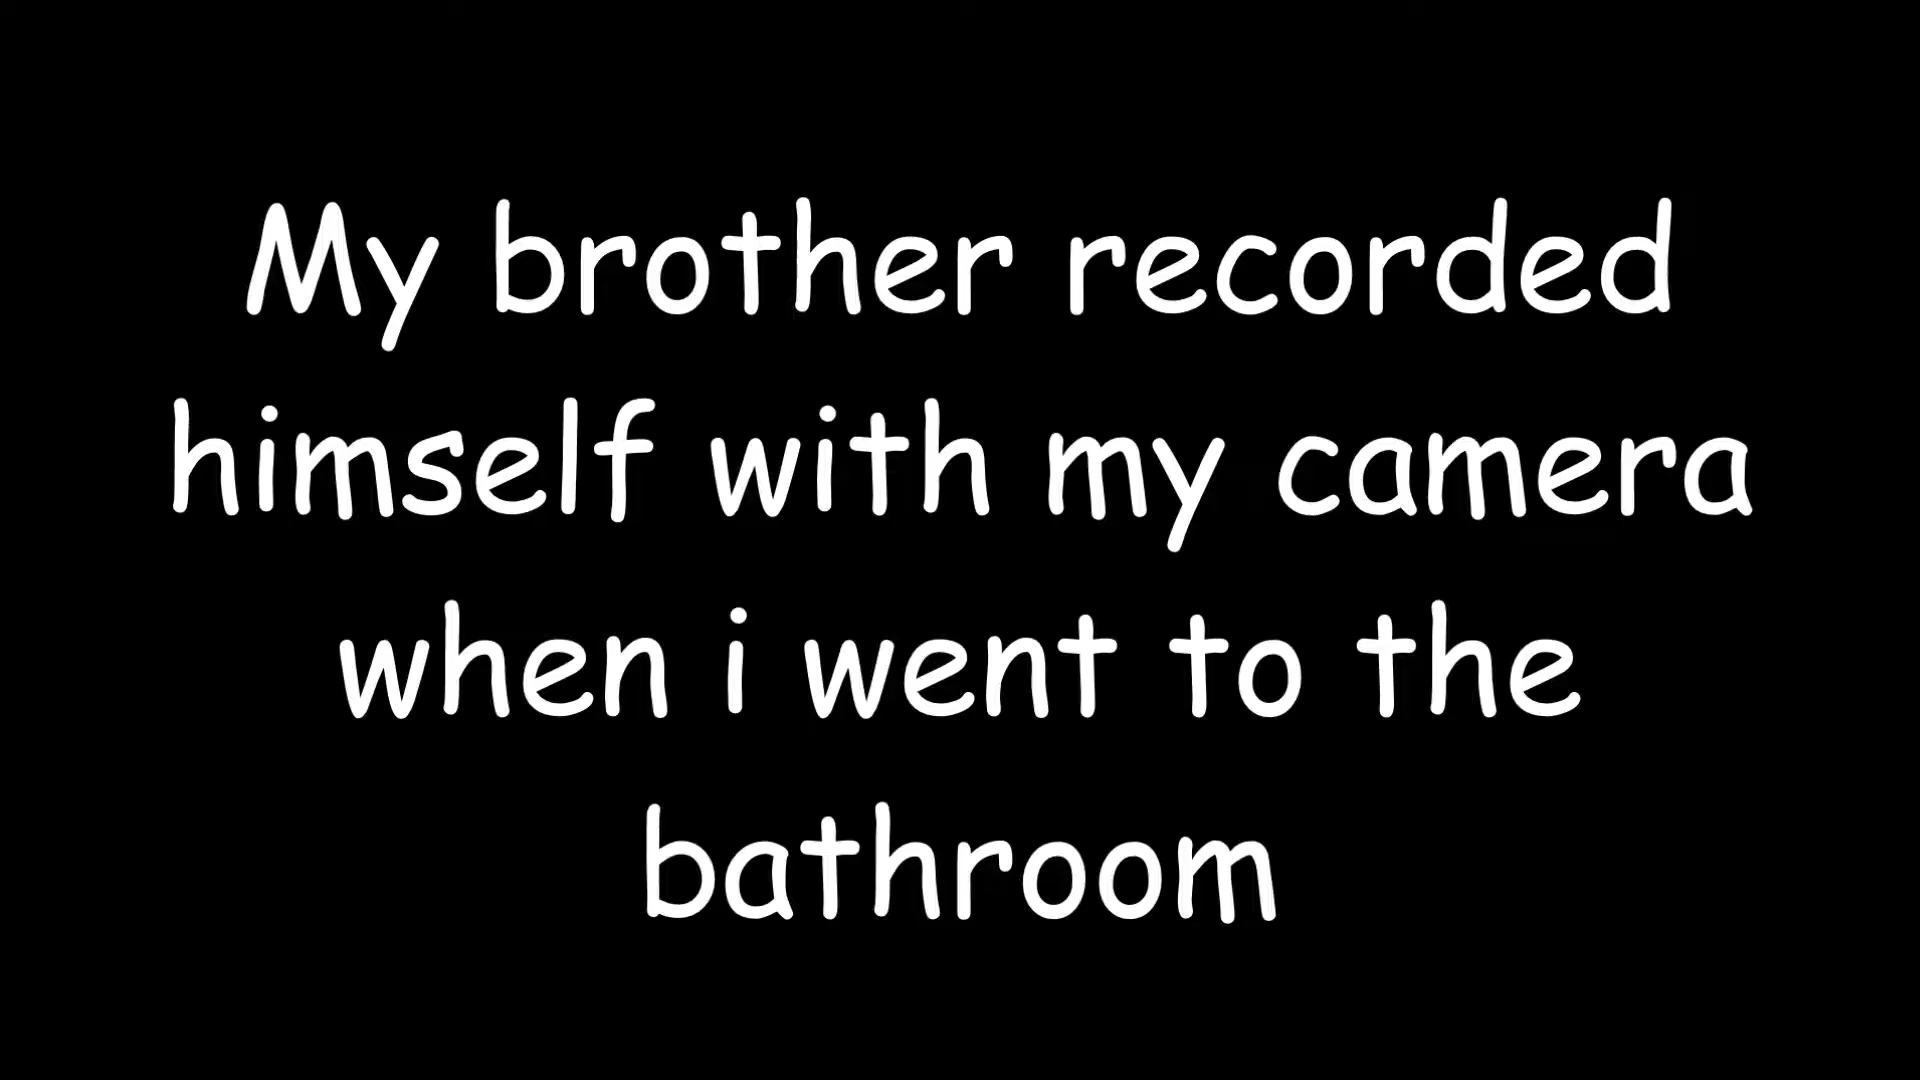 My brother recorded
himself with my camera
when i went to the
bathroom